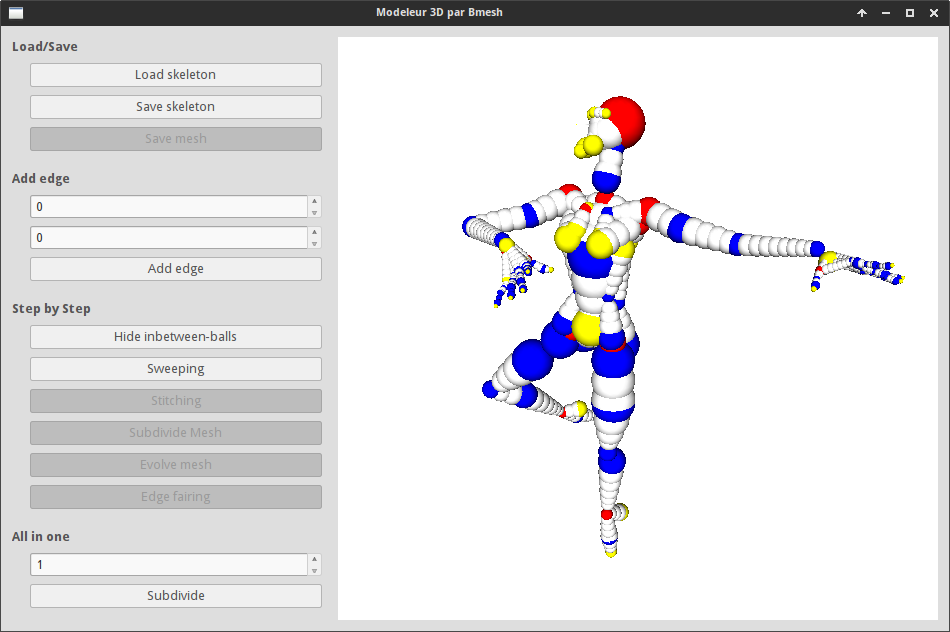 Modeleur 3D par Bmesh
Load/Save
Load skeleton
Save skeleton
Save mesh
Add edge
0
0
Add edge
Step by Step
Hide inbetween-balls
Sweeping
Stitching
Subdivide Mesh
Evolve mesh
Edge fairing
All in one
1
Subdivide